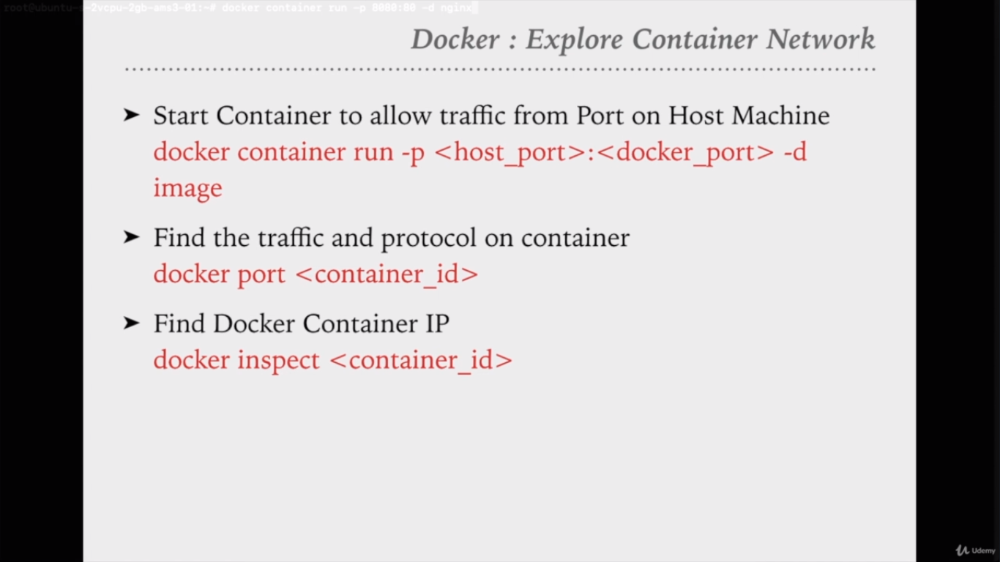 root@ubuntu-s-2vcpu-2gb-ams3-01:~# docker container run -p 8080:80 -d nginx
Docker : Explore Container Network
➤ Start Container to allow traffic from Port on Host Machine
docker container run -p <host_port>:<docker_port> -d
image
➤ Find the traffic and protocol on container
docker port <container_id>
➤ Find Docker Container IP
docker inspect <container_id>
Udemy